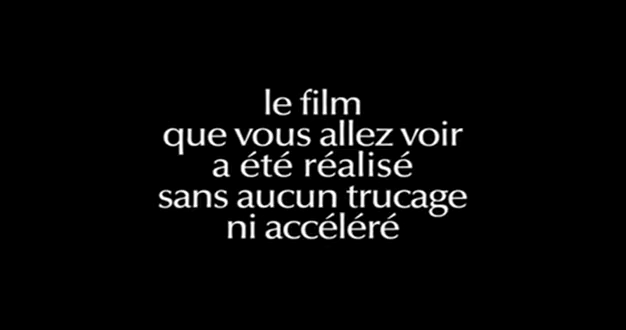 le film
que vous allez voir
a été réalisé
sans aucun trucage
ni accéléré